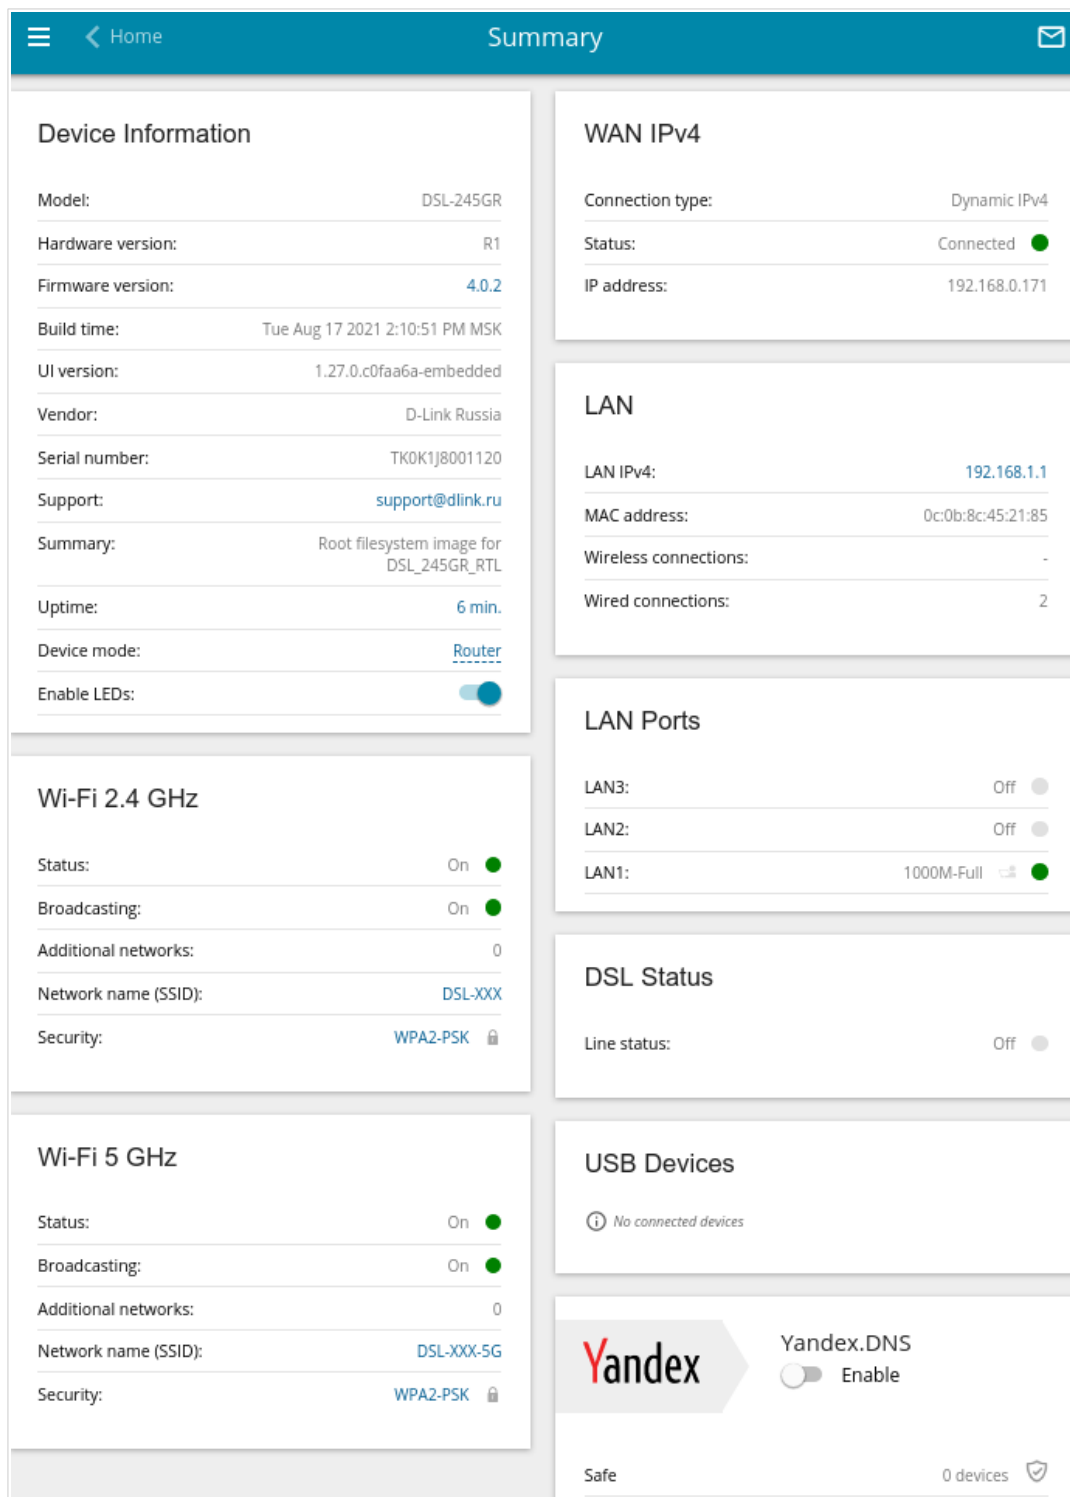 Home
Summary
Device Information
Model: DSL-245GR
Hardware version: R1
Firmware version: 4.0.2
Build time: Tue Aug 17 2021 2:10:51 PM MSK
UI version: 1.27.0.c0faa6a-embedded
Vendor: D-Link Russia
Serial number: TK0K1J8001120
Support: support@dlink.ru
Summary: Root filesystem image for
DSL_245GR_RTL
Uptime: 6 min.
Device mode: Router
Enable LEDs:
Wi-Fi 2.4 GHz
Status: On
Broadcasting: On
Additional networks: 0
Network name (SSID): DSL-XXX
Security: WPA2-PSK
Wi-Fi 5 GHz
Status: On
Broadcasting: On
Additional networks: 0
Network name (SSID): DSL-XXX-5G
Security: WPA2-PSK
WAN IPv4
Connection type: Dynamic IPv4
Status: Connected
IP address: 192.168.0.171
LAN
LAN IPv4: 192.168.1.1
MAC address: 0c:0b:8c:45:21:85
Wireless connections: -
Wired connections: 2
LAN Ports
LAN3: Off
LAN2: Off
LAN1: 1000M-Full
DSL Status
Line status: Off
USB Devices
No connected devices
Yandex
Yandex.DNS
Enable
Safe 0 devices